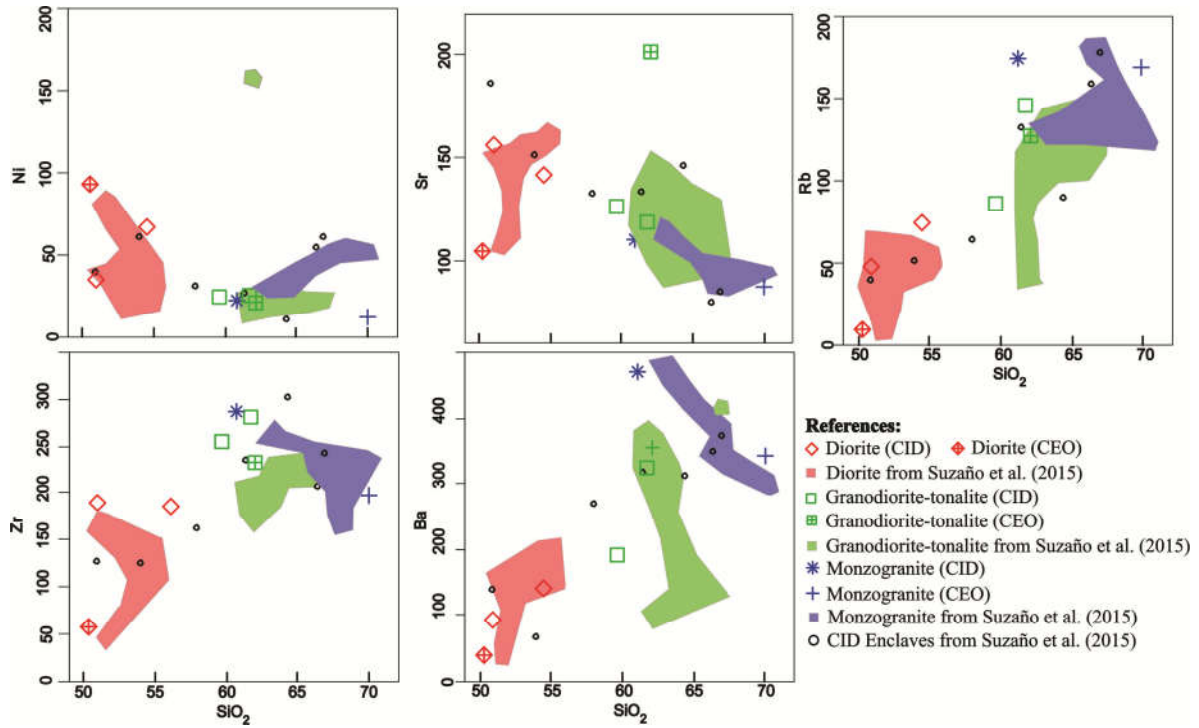 200
150
100
50
0
Ni
200
150
100
Sr
200
150
100
50
0
Rb
50 55 60 65 70
SiO2
300
250
200
150
100
50
0
Zr
50 55 60 65 70
SiO2
400
300
200
100
0
Ba
50 55 60 65 70
SiO2
References:
Diorite (CID) Diorite (CEO)
Diorite from Suzaño et al. (2015)
Granodiorite-tonalite (CID)
Granodiorite-tonalite (CEO)
Granodiorite-tonalite from Suzaño et al. (2015)
Monzogranite (CID)
Monzogranite (CEO)
Monzogranite from Suzaño et al. (2015)
CID Enclaves from Suzaño et al. (2015)